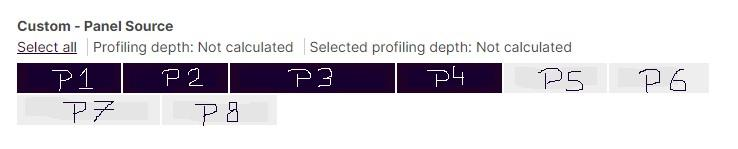 Custom - Panel Source
Select all Profiling depth: Not calculated Selected profiling depth: Not calculated
P1 P2 P3 P4 P5 P6
P7 P8